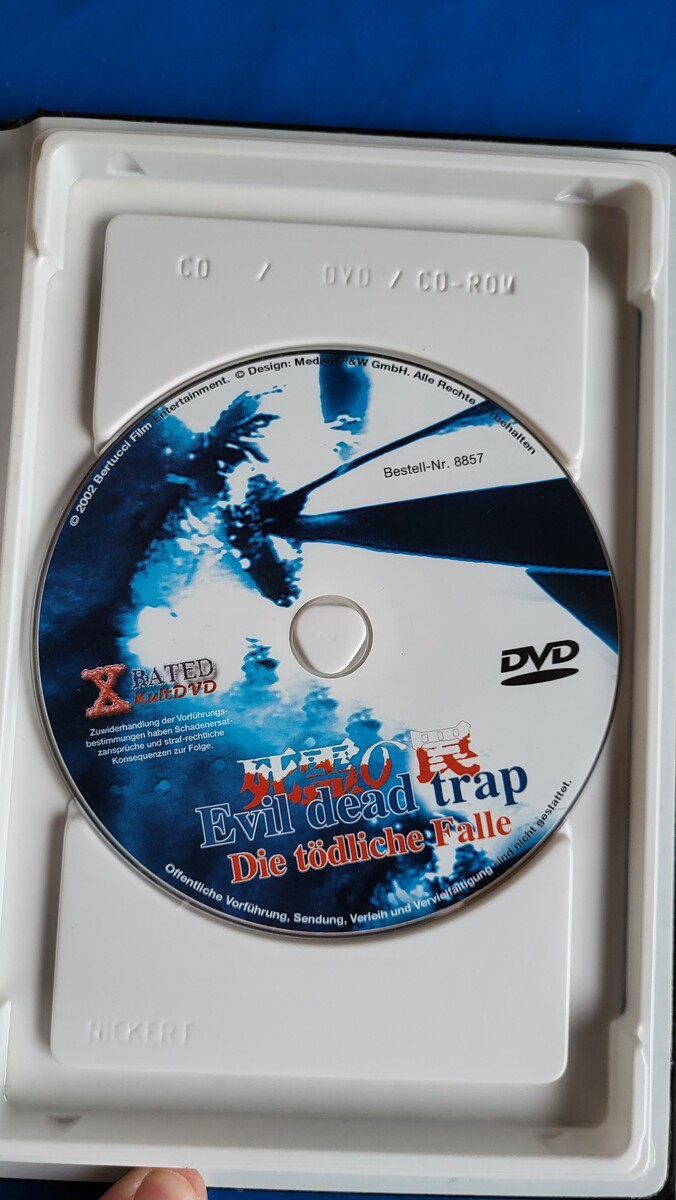 CD / DVD / CD-ROM
© 2002 Bertucci Film Entertainment. © Design: Medien P&W GmbH. Alle Rechte vorbehalten
Bestell-Nr. 8857
DVD
X RATED
KultDVD
Zuwiderhandlung der Vorführungs-
bestimmungen haben Schadenersat-
zansprüche und straf-rechtliche
Konsequenzen zur Folge.
死霊の罠
Evil dead trap
Die tödliche Falle
Öffentliche Vorführung, Sendung, Verleih und Vervielfältigung sind nicht gestattet.
NICKERT